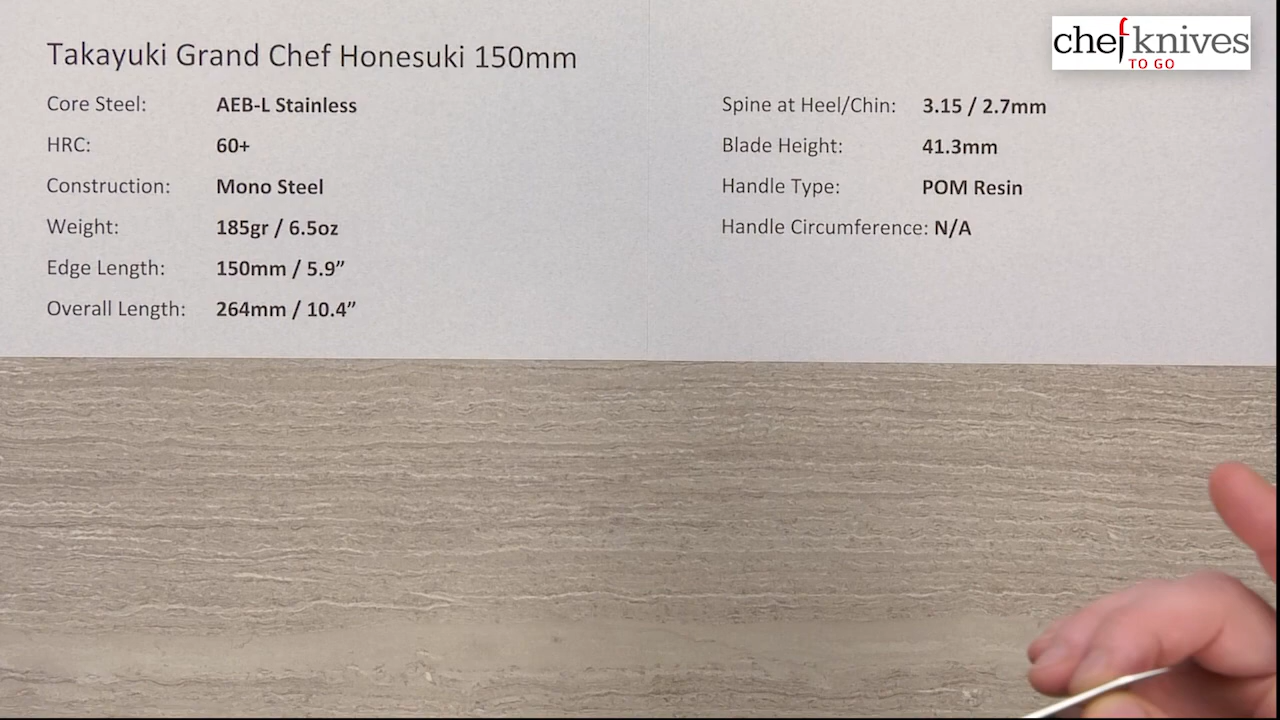 Takayuki Grand Chef Honesuki 150mm
Core Steel: AEB-L Stainless
HRC: 60+
Construction: Mono Steel
Weight: 185gr / 6.5oz
Edge Length: 150mm / 5.9”
Overall Length: 264mm / 10.4”
Spine at Heel/Chin: 3.15 / 2.7mm
Blade Height: 41.3mm
Handle Type: POM Resin
Handle Circumference: N/A
chefknives
TO GO